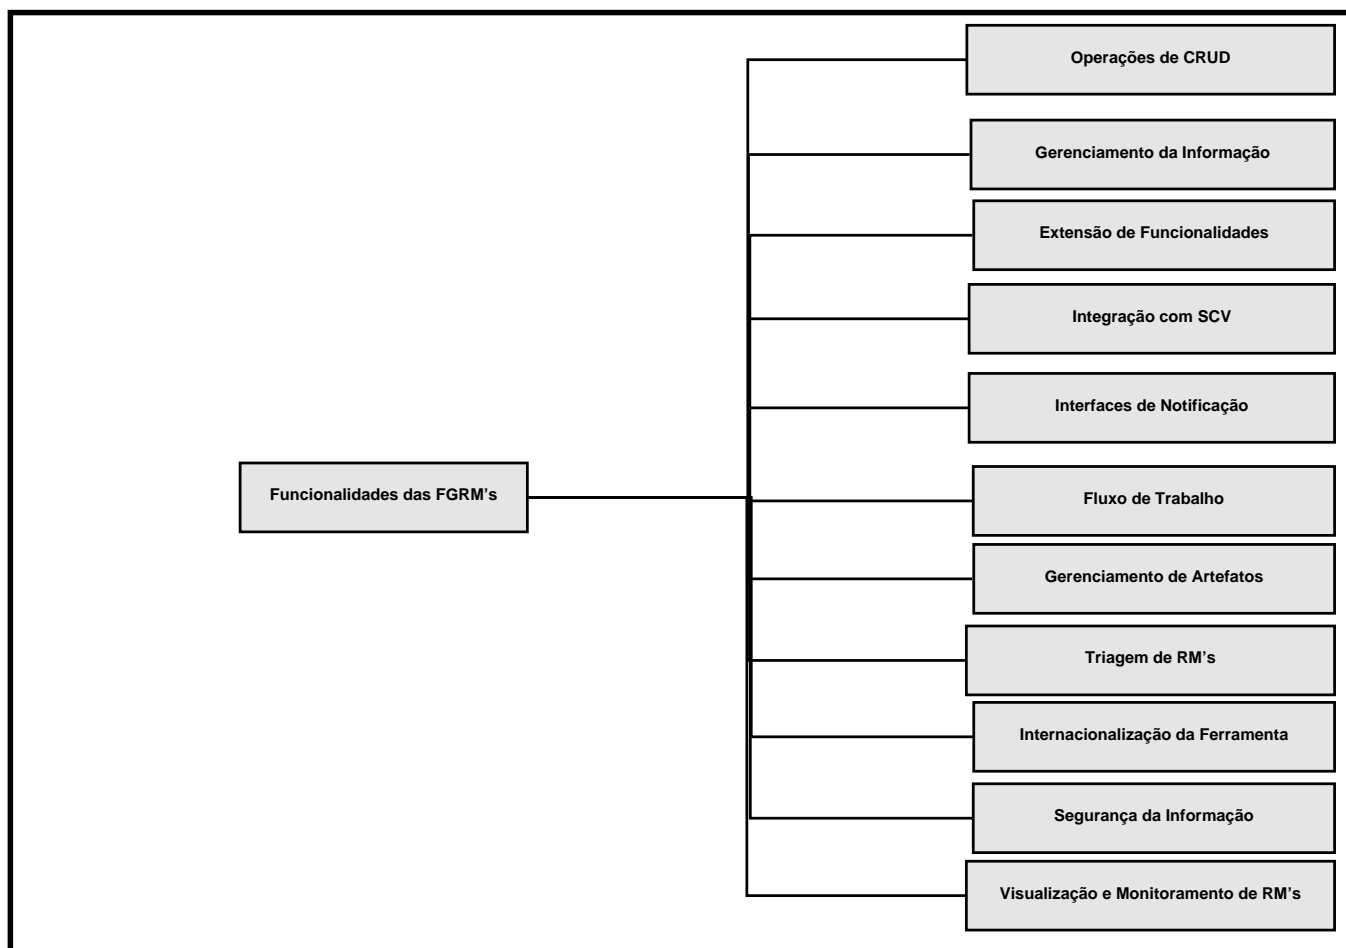 Operações de CRUD
Gerenciamento da Informação
Extensão de Funcionalidades
Integração com SCV
Interfaces de Notificação
Funcionalidades das FGRM’s
Fluxo de Trabalho
Gerenciamento de Artefatos
Triagem de RM’s
Internacionalização da Ferramenta
Segurança da Informação
Visualização e Monitoramento de RM’s